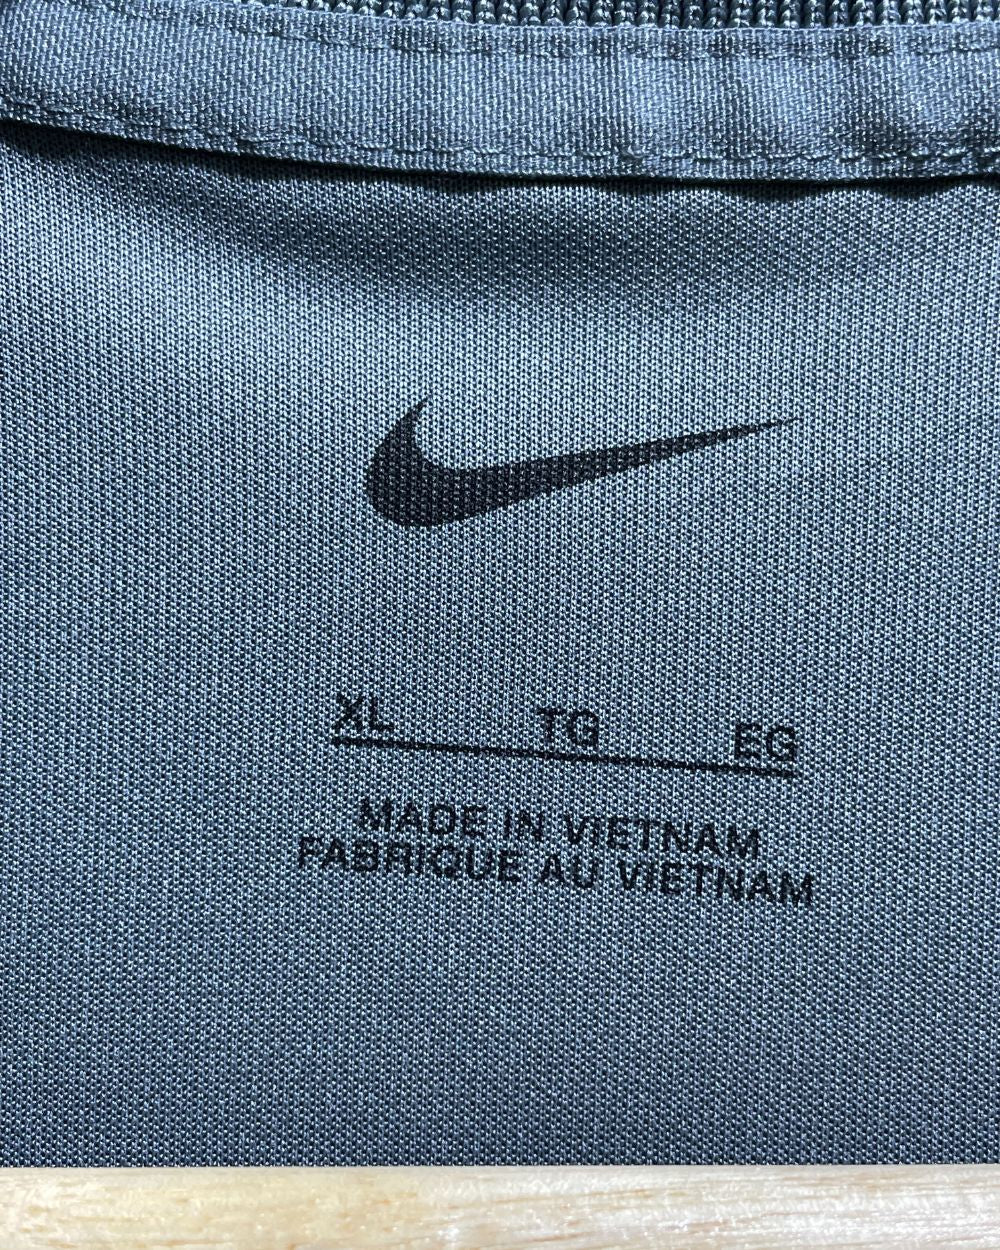 XL TG EG
MADE IN VIETNAM
FABRIQUE AU VIETNAM